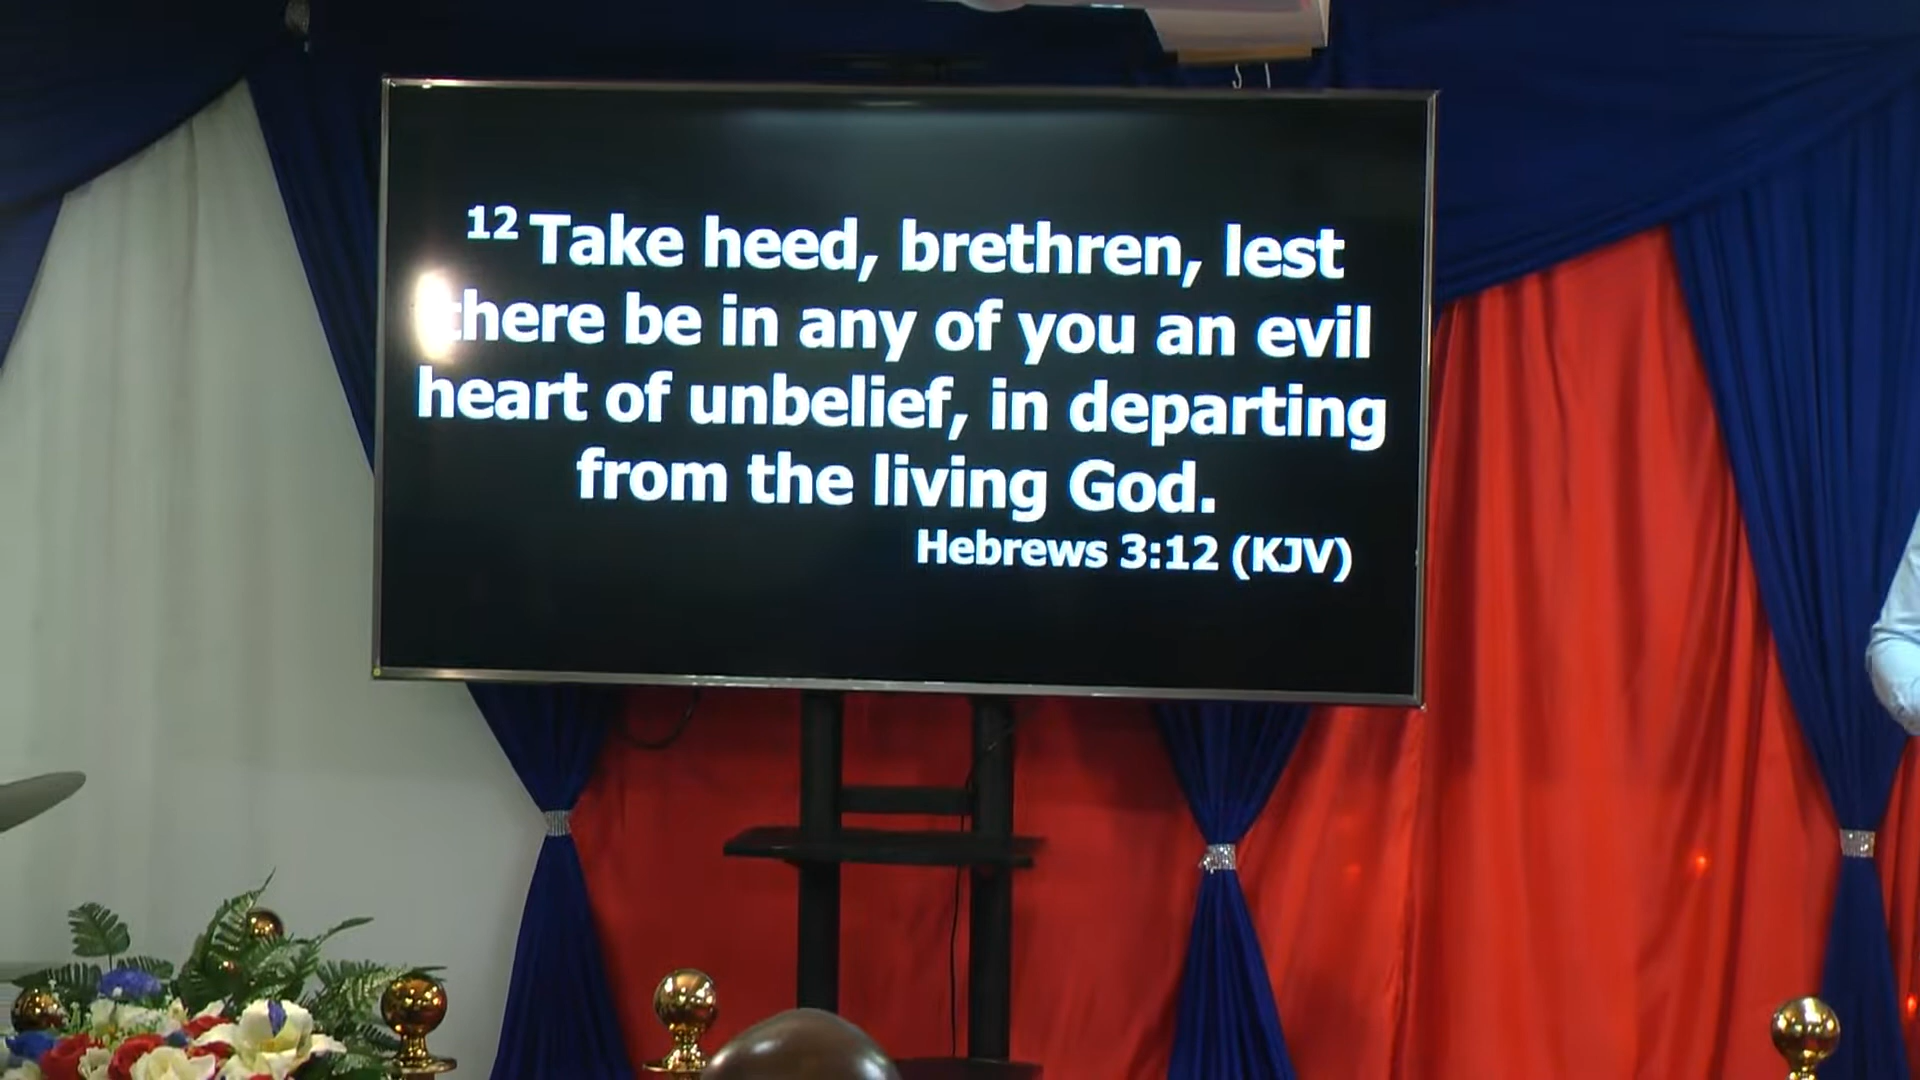 12 Take heed, brethren, lest
there be in any of you an evil
heart of unbelief, in departing
from the living God.
Hebrews 3:12 (KJV)